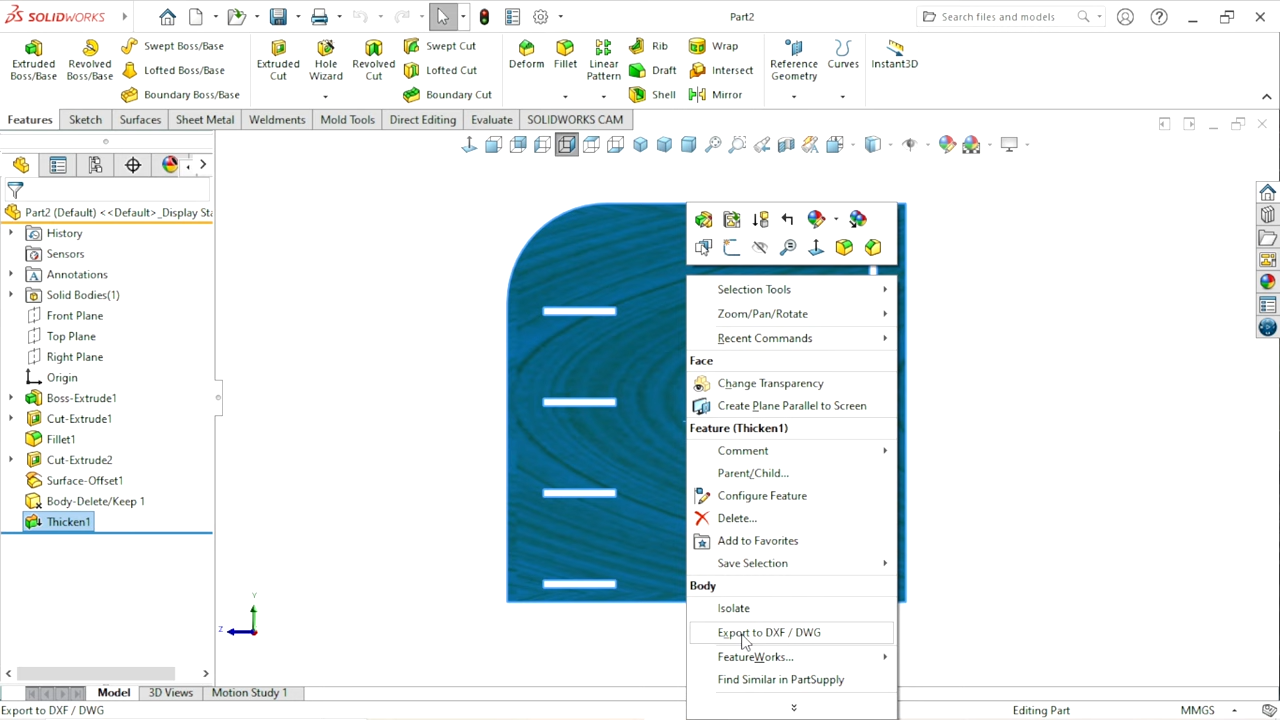 SOLIDWORKS
Part2
Search files and models
Extruded Boss/Base
Revolved Boss/Base
Swept Boss/Base
Lofted Boss/Base
Boundary Boss/Base
Extruded Cut
Hole Wizard
Revolved Cut
Swept Cut
Lofted Cut
Boundary Cut
Deform
Fillet
Linear Pattern
Rib
Draft
Shell
Wrap
Intersect
Mirror
Reference Geometry
Curves
Instant3D
Features
Sketch
Surfaces
Sheet Metal
Weldments
Mold Tools
Direct Editing
Evaluate
SOLIDWORKS CAM
Part2 (Default) <<Default>_Display Sta
History
Sensors
Annotations
Solid Bodies(1)
Front Plane
Top Plane
Right Plane
Origin
Boss-Extrude1
Cut-Extrude1
Fillet1
Cut-Extrude2
Surface-Offset1
Body-Delete/Keep 1
Thicken1
Selection Tools
Zoom/Pan/Rotate
Recent Commands
Face
Change Transparency
Create Plane Parallel to Screen
Feature (Thicken1)
Comment
Parent/Child...
Configure Feature
Delete...
Add to Favorites
Save Selection
Body
Isolate
Export to DXF / DWG
FeatureWorks...
Find Similar in PartSupply
Y
Z
Model
3D Views
Motion Study 1
Export to DXF / DWG
Editing Part
MMGS